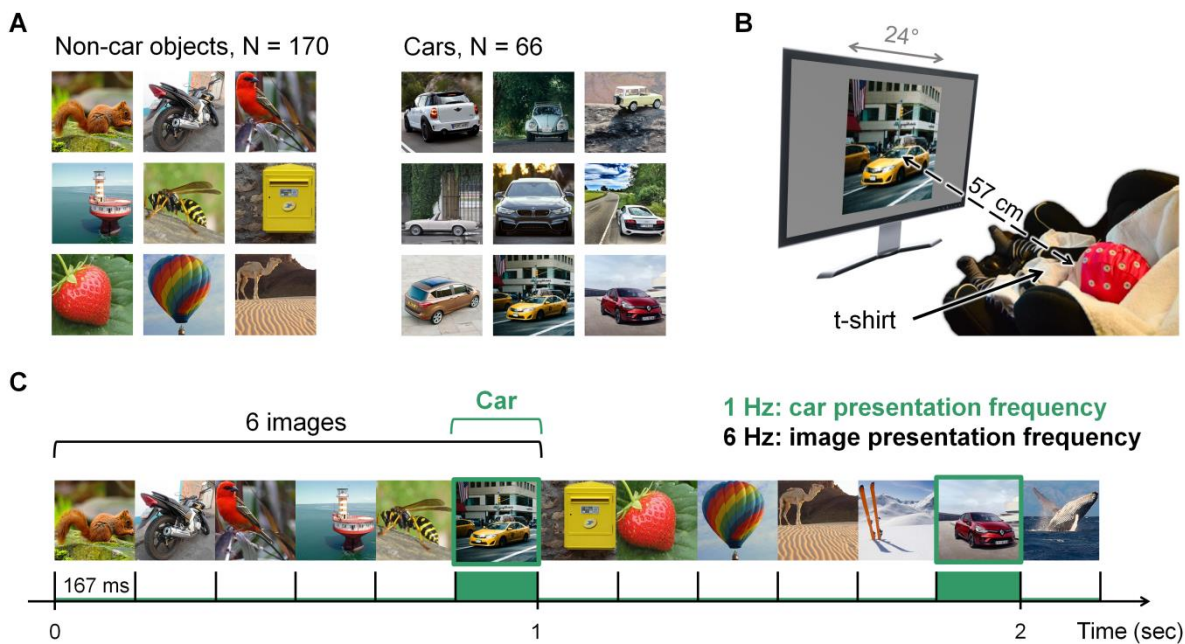 A
Non-car objects, N = 170
Cars, N = 66
B
24°
57 cm
t-shirt
C
Car
6 images
1 Hz: car presentation frequency
6 Hz: image presentation frequency
167 ms
0
1
2
Time (sec)